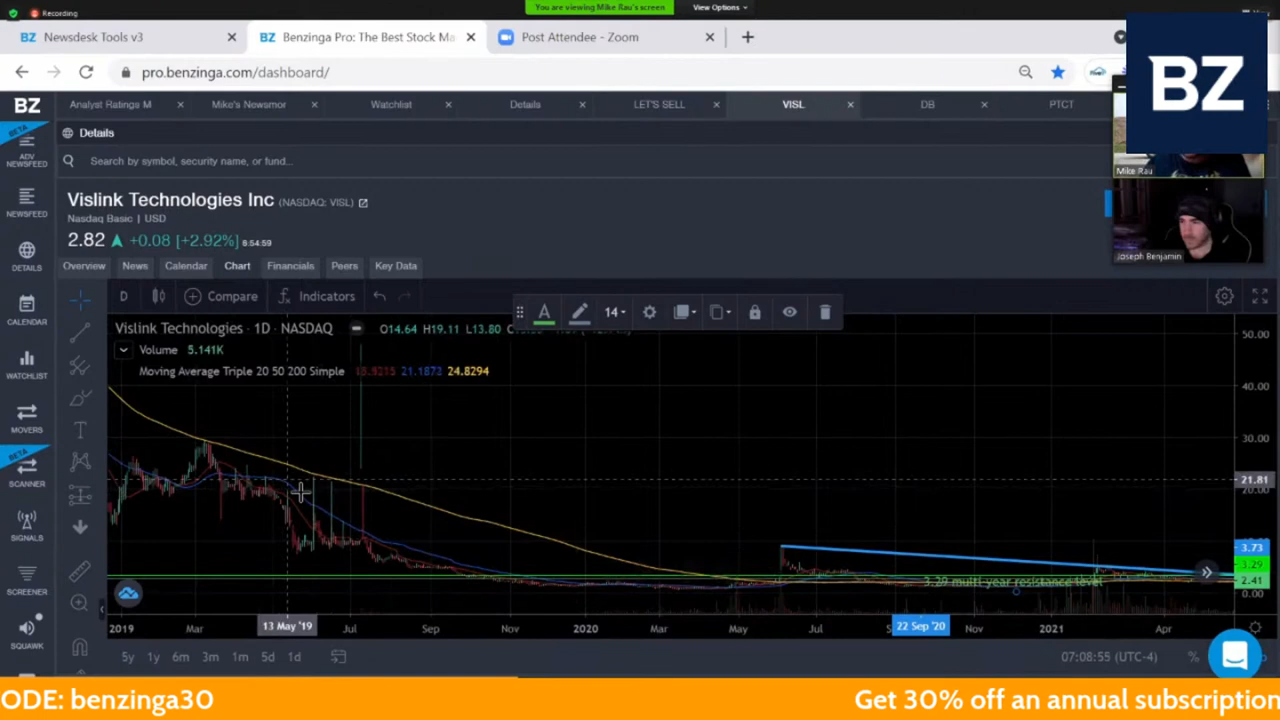 Recording
You are viewing Mike Rau's screen
View Options
BZ Newsdesk Tools v3
BZ Benzinga Pro: The Best Stock Ma
Post Attendee - Zoom
pro.benzinga.com/dashboard/
BZ
Analyst Ratings M
Mike's Newsmor
Watchlist
Details
LET'S SELL
VISL
DB
PTCT
BZ
Details
BETA
ADV NEWSFEED
Search by symbol, security name, or fund...
Mike Rau
Vislink Technologies Inc (NASDAQ: VISL)
NEWSFEED
Nasdaq Basic | USD
2.82 +0.08 [+2.92%] 8:54:59
Joseph Benjamin
DETAILS
Overview News Calendar Chart Financials Peers Key Data
D Compare Indicators
14
CALENDAR
Vislink Technologies · 1D · NASDAQ
O14.64 H19.11 L13.80
50.00
Volume 5.141K
Moving Average Triple 20 50 200 Simple 21.1872 24.8294
WATCHLIST
40.00
MOVERS
30.00
BETA
SCANNER
21.81
20.00
SIGNALS
3.73
3.29
3.29 multi-year resistance level
2.41
0.00
SCREENER
2019 Mar 13 May '19 Jul Sep Nov 2020 Mar May Jul 22 Sep '20 Nov 2021 Apr
SQUAWK
5y 1y 6m 3m 1m 5d 1d
07:08:55 (UTC-4)
%
ODE: benzinga30
Get 30% off an annual subscription